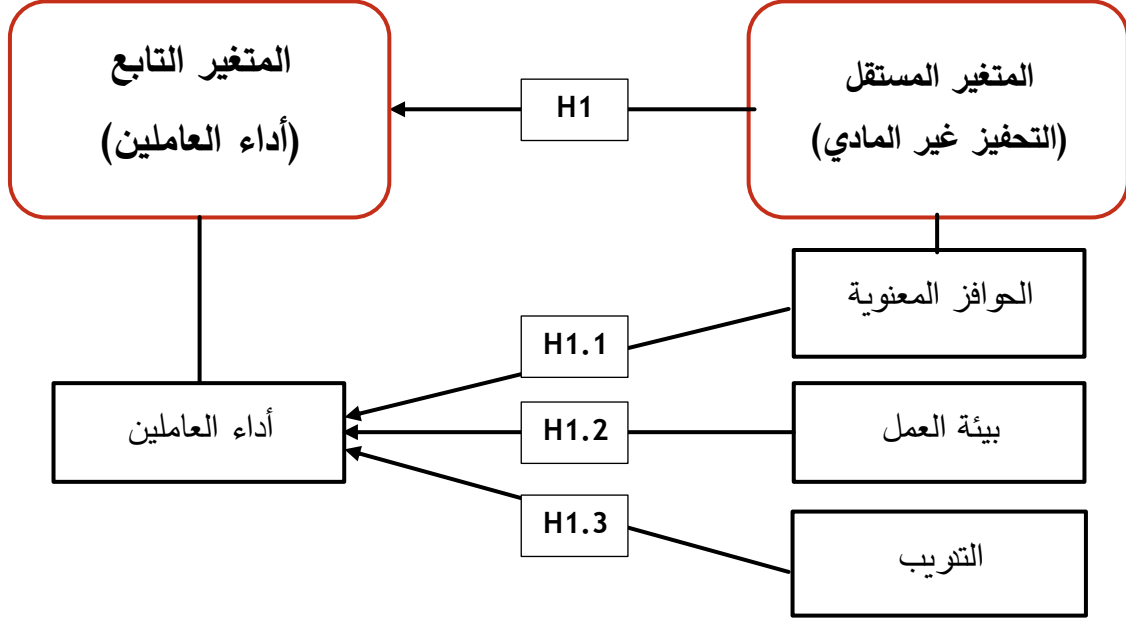 المتغير المستقل
(التحفيز غير المادي)
H1
المتغير التابع
(أداء العاملين)
الحوافز المعنوية
H1.1
بيئة العمل
H1.2
أداء العاملين
التدريب
H1.3